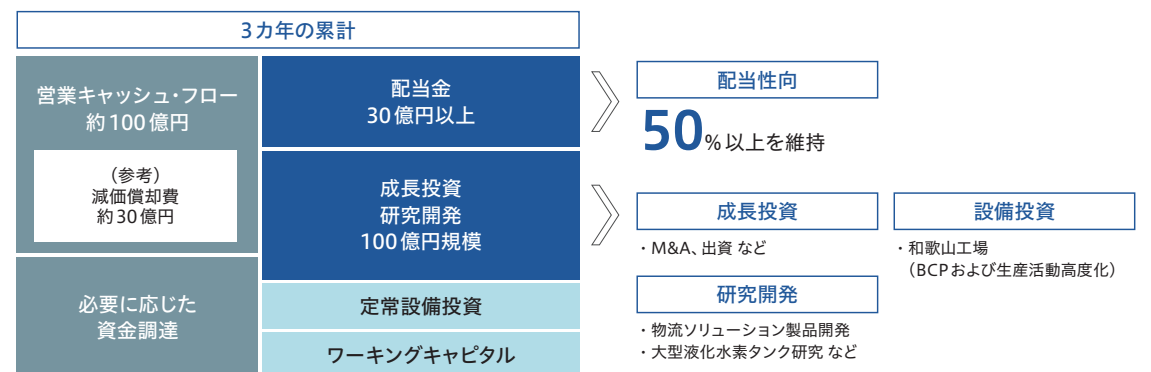 3カ年の累計
営業キャッシュ・フロー
約100億円
(参考)
減価償却費
約30億円
必要に応じた
資金調達
配当金
30億円以上
成長投資
研究開発
100億円規模
定常設備投資
ワーキングキャピタル
配当性向
50%以上を維持
成長投資
・M&A、出資 など
研究開発
・物流ソリューション製品開発
・大型液化水素タンク研究 など
設備投資
・和歌山工場
（BCPおよび生産活動高度化）